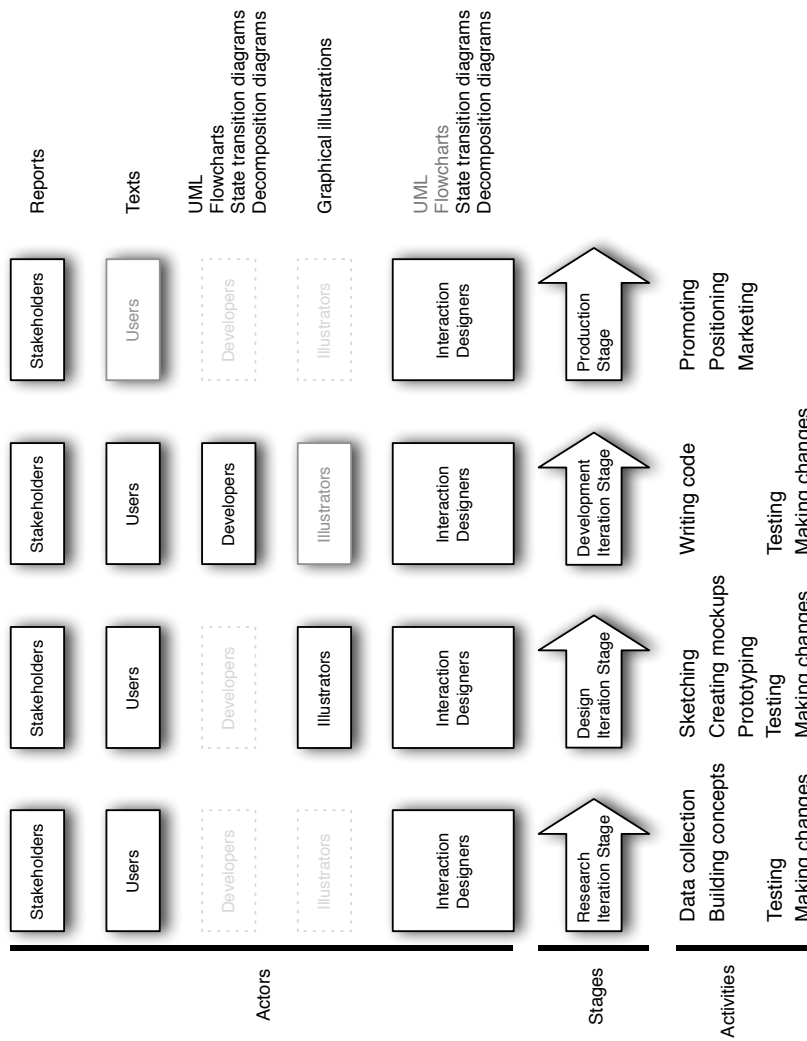 Actors
Stakeholders
Stakeholders
Stakeholders
Stakeholders
Reports
Users
Users
Users
Users
Texts
Developers
Developers
Developers
Developers
UML
Flowcharts
State transition diagrams
Decomposition diagrams
Illustrators
Illustrators
Illustrators
Illustrators
Graphical illustrations
Interaction
Designers
Interaction
Designers
Interaction
Designers
Interaction
Designers
UML
Flowcharts
State transition diagrams
Decomposition diagrams
Stages
Research
Iteration Stage
Design
Iteration Stage
Development
Iteration Stage
Production
Stage
Activities
Data collection
Building concepts
Testing
Making changes
Sketching
Creating mockups
Prototyping
Testing
Making changes
Writing code
Testing
Making changes
Promoting
Positioning
Marketing